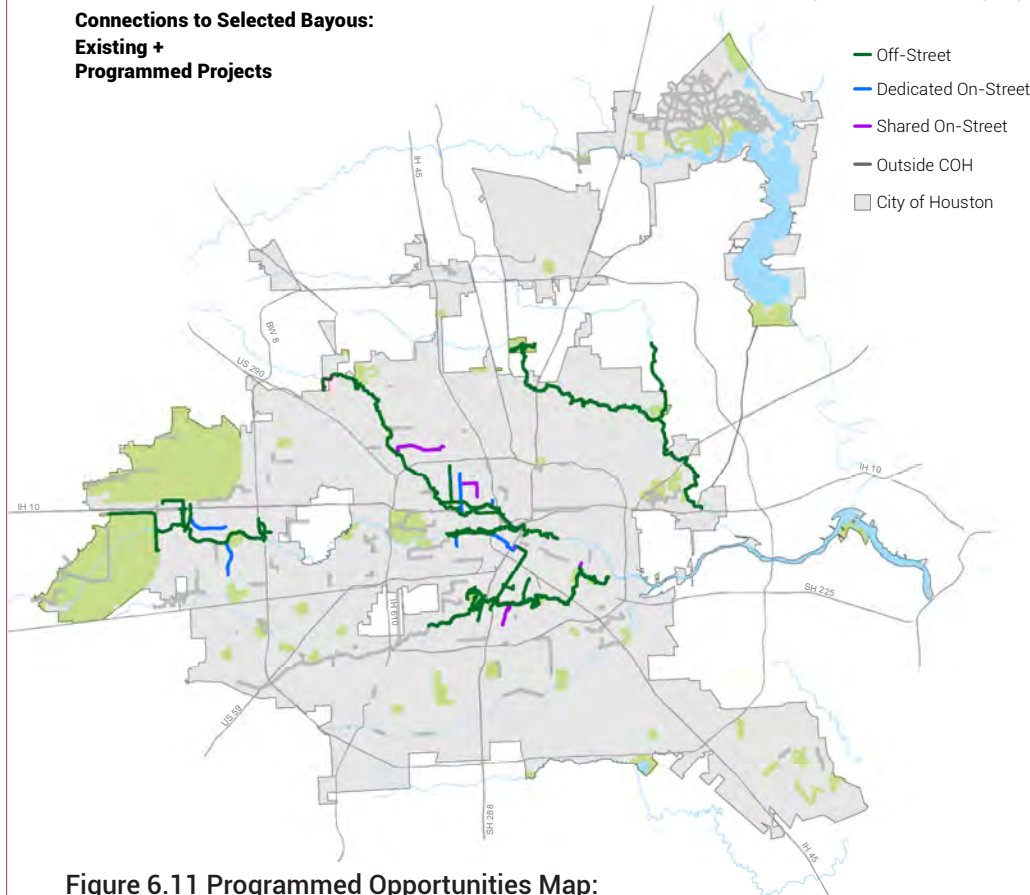 Connections to Selected Bayous:
Existing +
Programmed Projects
Off-Street
Dedicated On-Street
Shared On-Street
Outside COH
City of Houston
IH 45
BW 8
US 290
IH 10
IH 10
SH 225
IH 610
US 59
SH 288
IH 45
Figure 6.11 Programmed Opportunities Map: